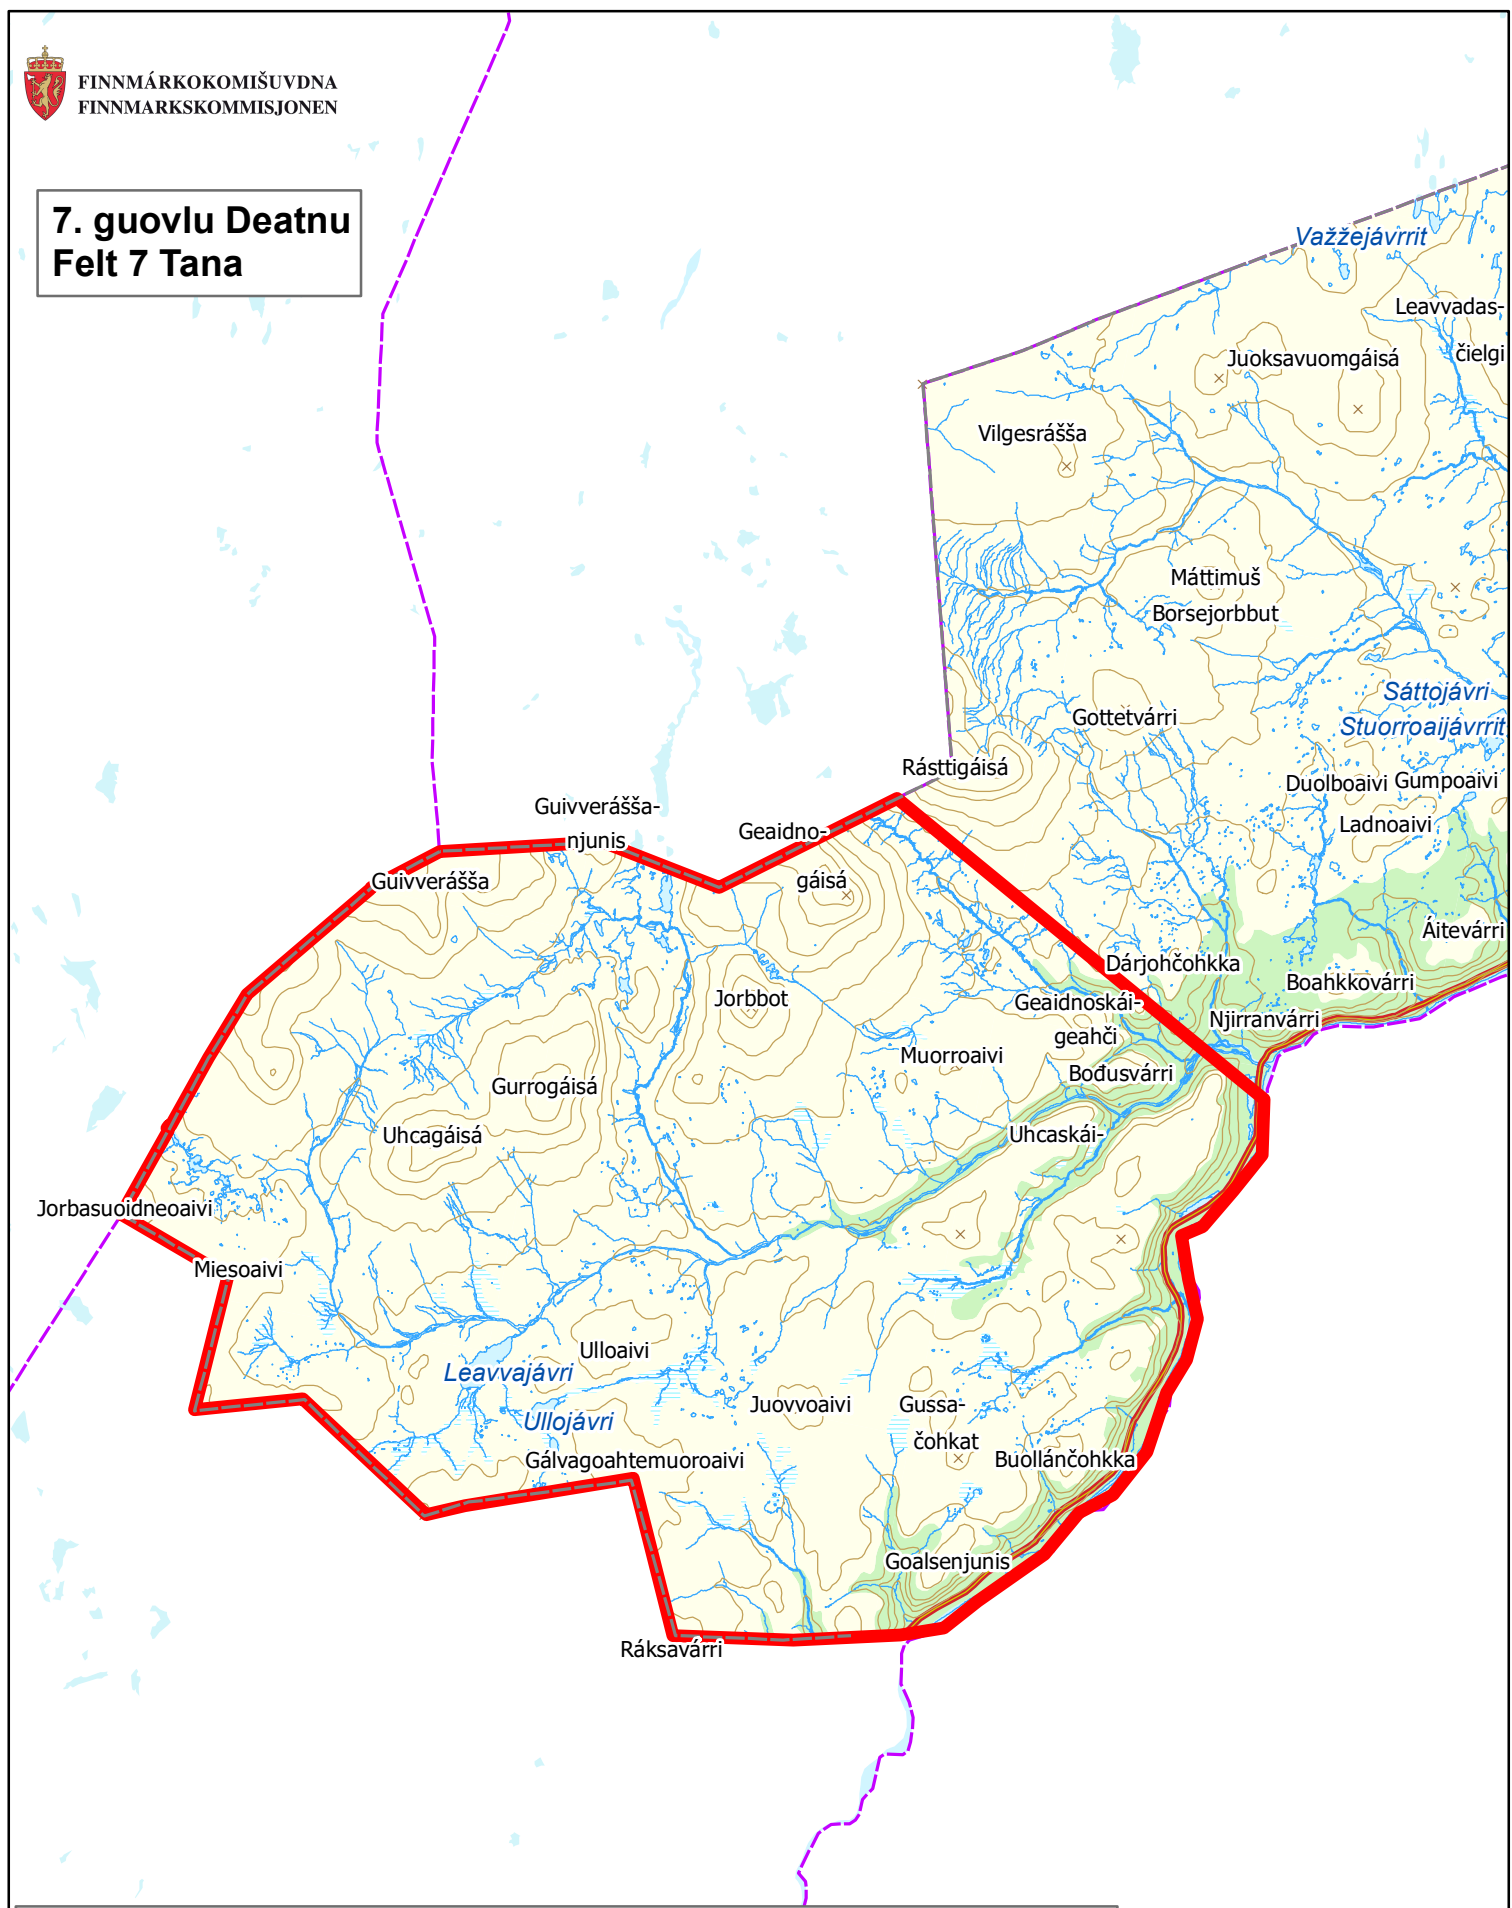 FINNMÁRKOKOMIŠUVDNA
FINNMARKSKOMMISJONEN
7. guovlu Deatnu
Felt 7 Tana
Važžejávrrit
Leavvadas-
čielgi
Juoksavuomgáisá
Vilgesrášša
Máttimuš
Borsejorbbut
Sáttojávri
Stuorroaijávrrit
Gottetvárri
Rásttigáisá
Duolboaivi
Gumpoaivi
Ladnoaivi
Guivverášša-
njunis
Geaidno-
gáisá
Guivverášša
Áitevárri
Dárjohčohkka
Boahkkovárri
Jorbbot
Geaidnoskái-
geahči
Njirranvárri
Muorroaivi
Bođusvárri
Gurrogáisá
Uhcagáisá
Uhcaskái-
Jorbasuoidneoaivi
Miesoaivi
Ulloaivi
Leavvajávri
Juovvoaivi
Gussa-
čohkat
Ullojávri
Gálvagoahtemuoroaivi
Buollánčohkka
Goalsenjunis
Ráksavárri